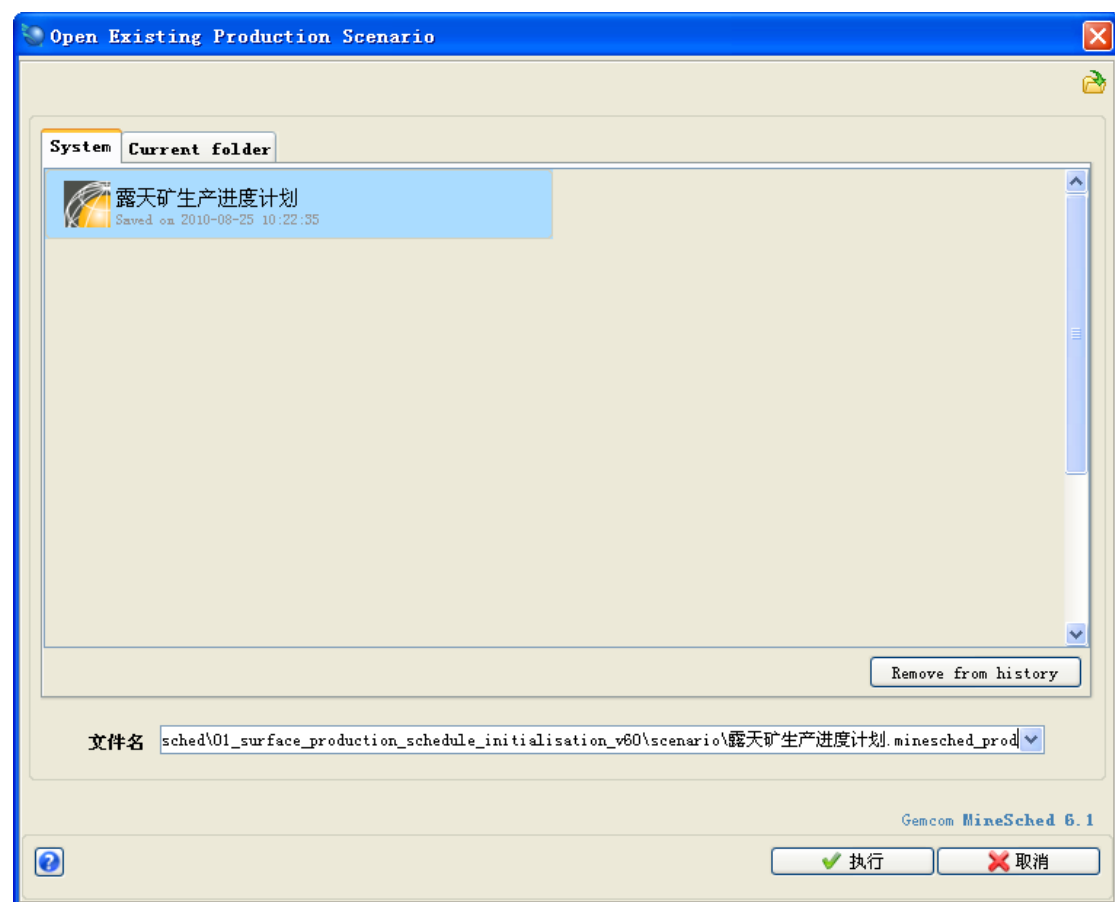 Open Existing Production Scenario
System Current folder
露天矿生产进度计划
Saved on 2010-08-25 10:22:35
Remove from history
文件名 sched\01_surface_production_schedule_initialisation_v60\scenario\露天矿生产进度计划.minesched_prod
Gemcom MineSched 6.1
执行 取消